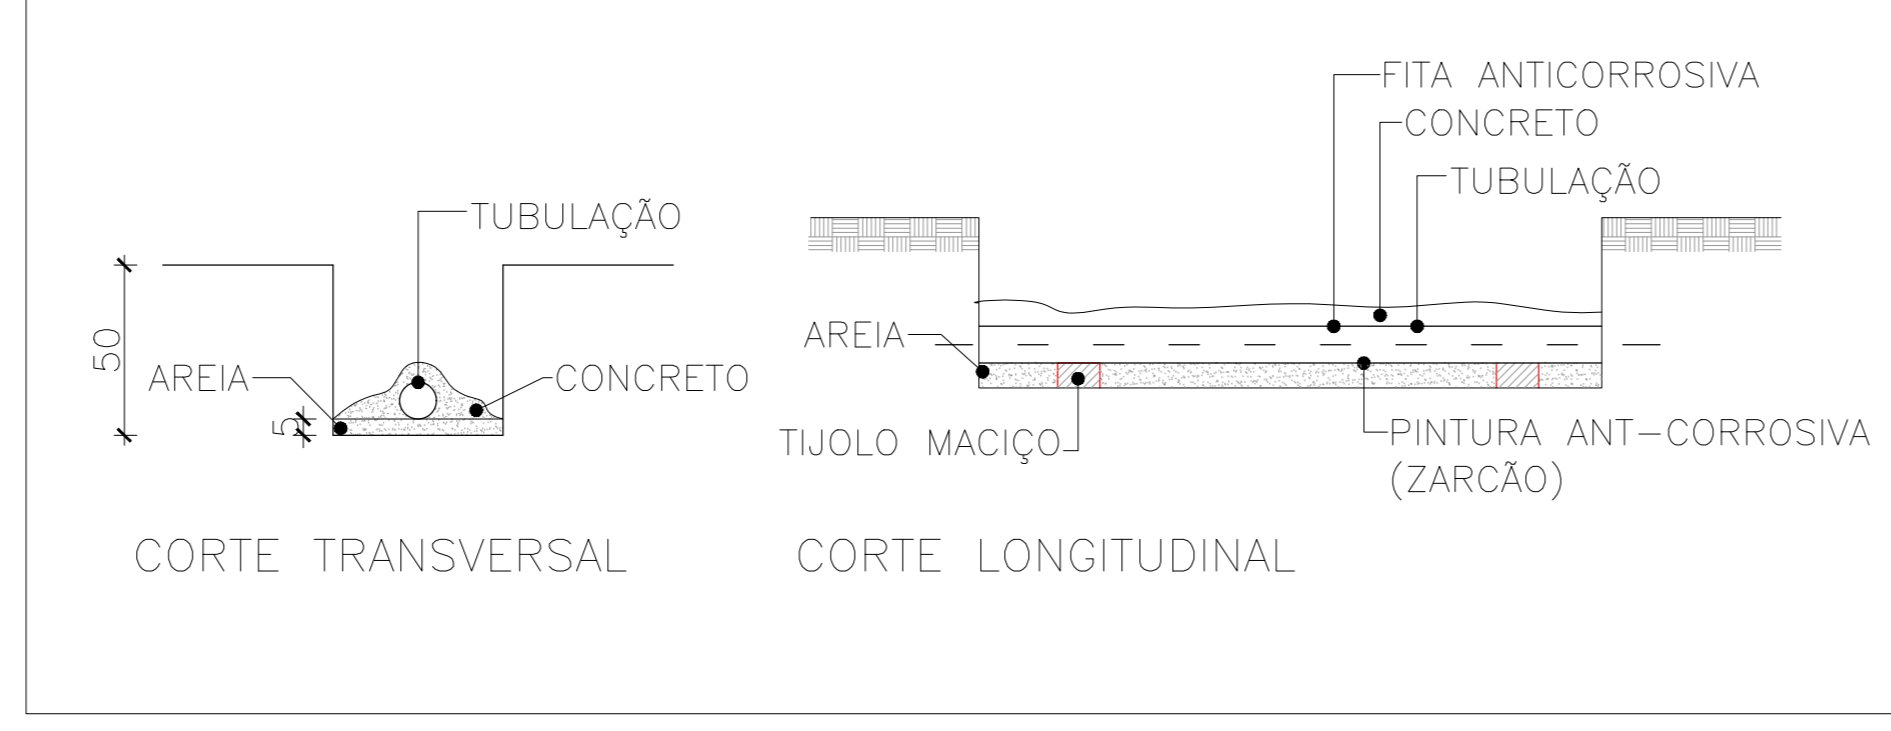 TUBULAÇÃO
50
AREIA
CONCRETO
5
CORTE TRANSVERSAL
FITA ANTICORROSIVA
CONCRETO
TUBULAÇÃO
AREIA
TIJOLO MACIÇO
PINTURA ANT-CORROSIVA
(ZARCÃO)
CORTE LONGITUDINAL